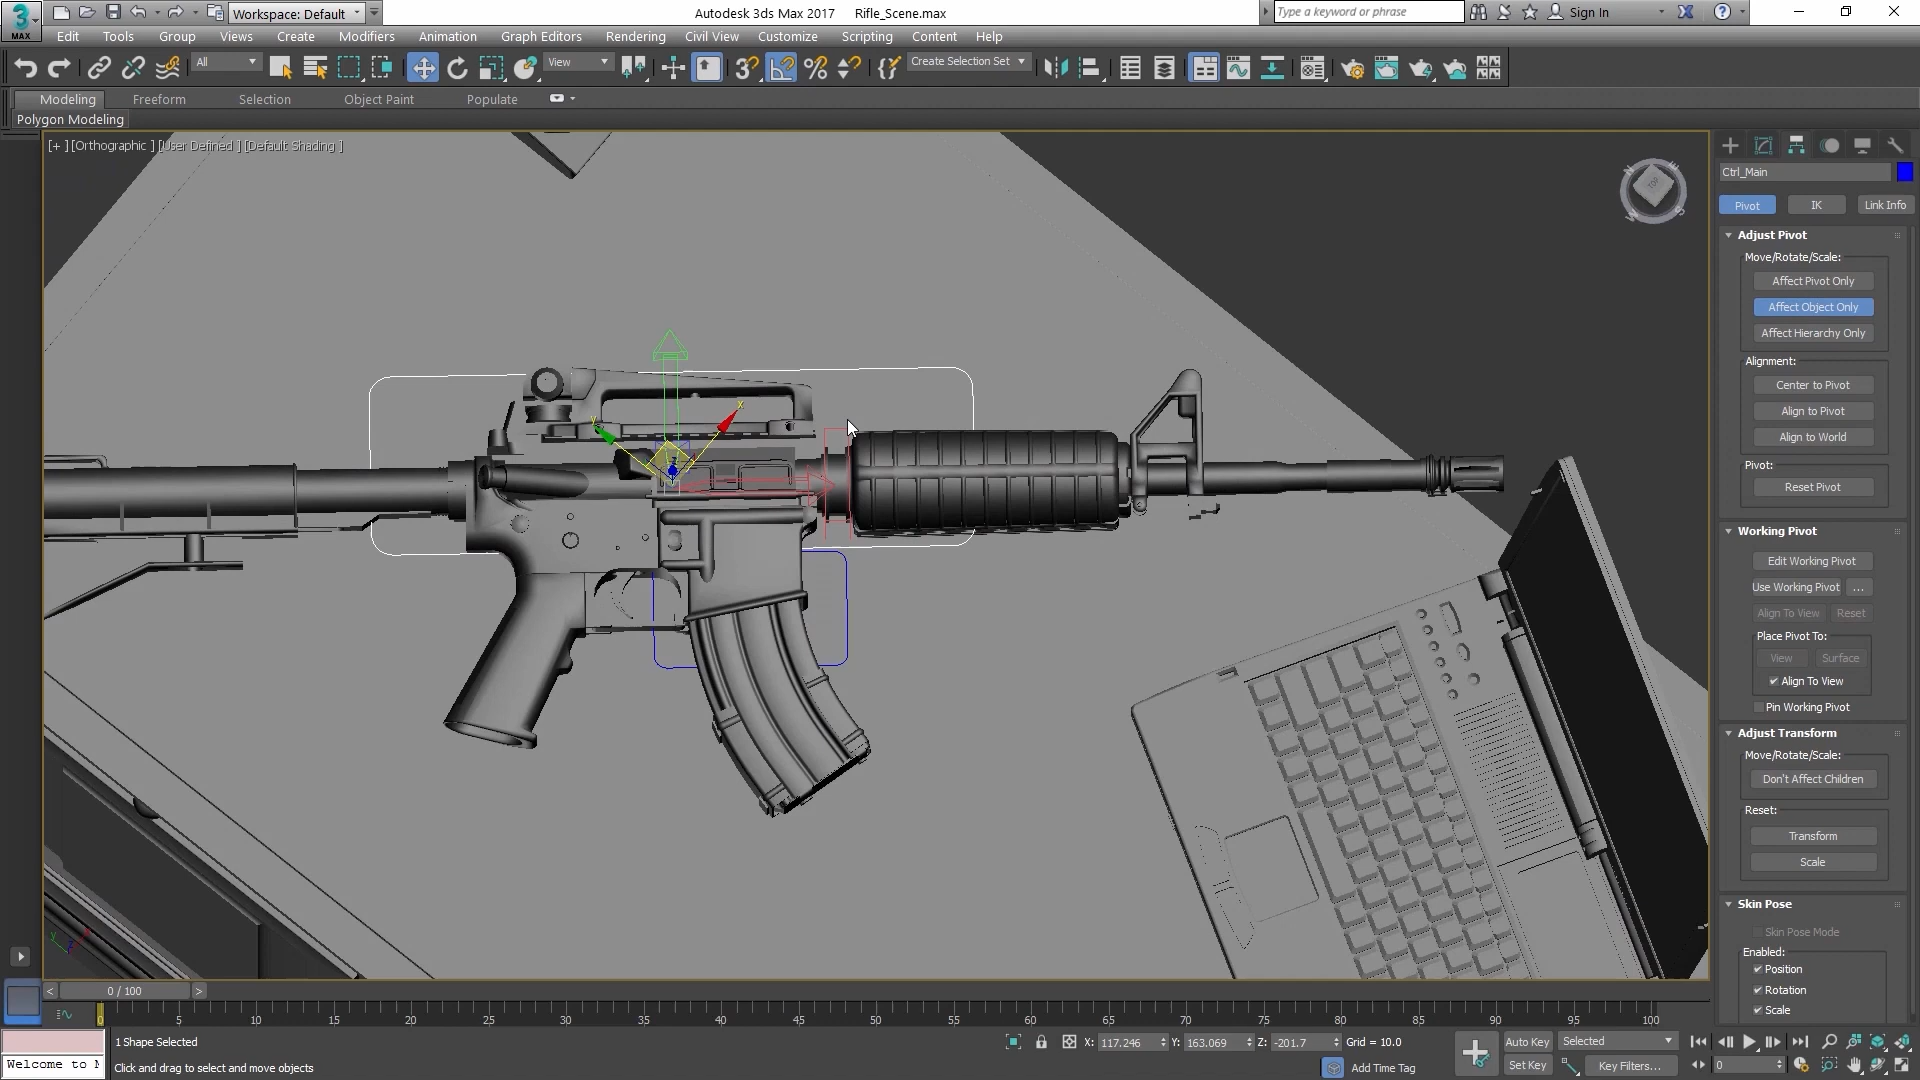 3
MAX
Workspace: Default
Autodesk 3ds Max 2017 Rifle_Scene.max
Type a keyword or phrase
Sign In
Edit Tools Group Views Create Modifiers Animation Graph Editors Rendering Civil View Customize Scripting Content Help
All
View
Create Selection Set
Modeling Freeform Selection Object Paint Populate
Polygon Modeling
[+ ] [Orthographic ] [User Defined ] [Default Shading ]
Ctrl_Main
Pivot IK Link Info
Adjust Pivot
Move/Rotate/Scale:
Affect Pivot Only
Affect Object Only
Affect Hierarchy Only
Alignment:
Center to Pivot
Align to Pivot
Align to World
Pivot:
Reset Pivot
Working Pivot
Edit Working Pivot
Use Working Pivot ...
Align To View Reset
Place Pivot To:
View Surface
Align To View
Pin Working Pivot
Adjust Transform
Move/Rotate/Scale:
Don't Affect Children
Reset:
Transform
Scale
Skin Pose
Skin Pose Mode
Enabled:
Position
Rotation
Scale
x
y
z
< 0 / 100 >
0 5 10 15 20 25 30 35 40 45 50 55 60 65 70 75 80 85 90 95 100
Welcome to M
1 Shape Selected
Click and drag to select and move objects
X: 117.246 Y: 163.069 Z: -201.7 Grid = 10.0
Add Time Tag
Auto Key Selected
Set Key Key Filters...
0